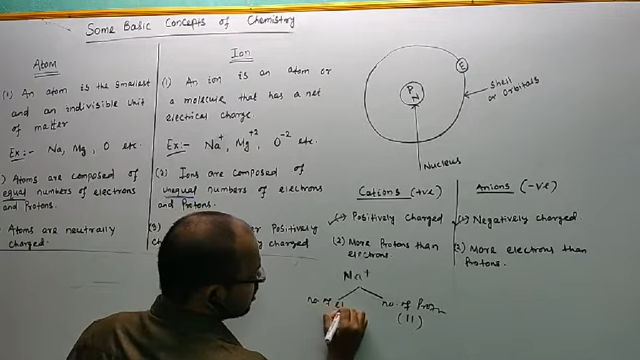 Some Basic Concepts of Chemistry
Atom
(1) An atom is the smallest
and an indivisible unit
of matter
Ex:- Na, Mg, O etc.
) Atoms are composed of
equal numbers of electrons
and Protons.
Atoms are neutrally
charged.
Ion
(1) An ion is an atom or
a molecule that has a net
electrical charge
Ex:- Na⁺, Mg⁺², O⁻² etc.
(2) Ions are composed of
unequal numbers of electrons
and Protons.
(3) er Positively
charged
E
P
N
Shell
or Orbitals
Nucleus
Cations (+ve)
(1) Positively charged
(2) More Protons than
electrons.
Anions (-ve)
Negatively charged
(2) More electrons than
Protons.
Na⁺
no. of el
no. of Proton
(11)